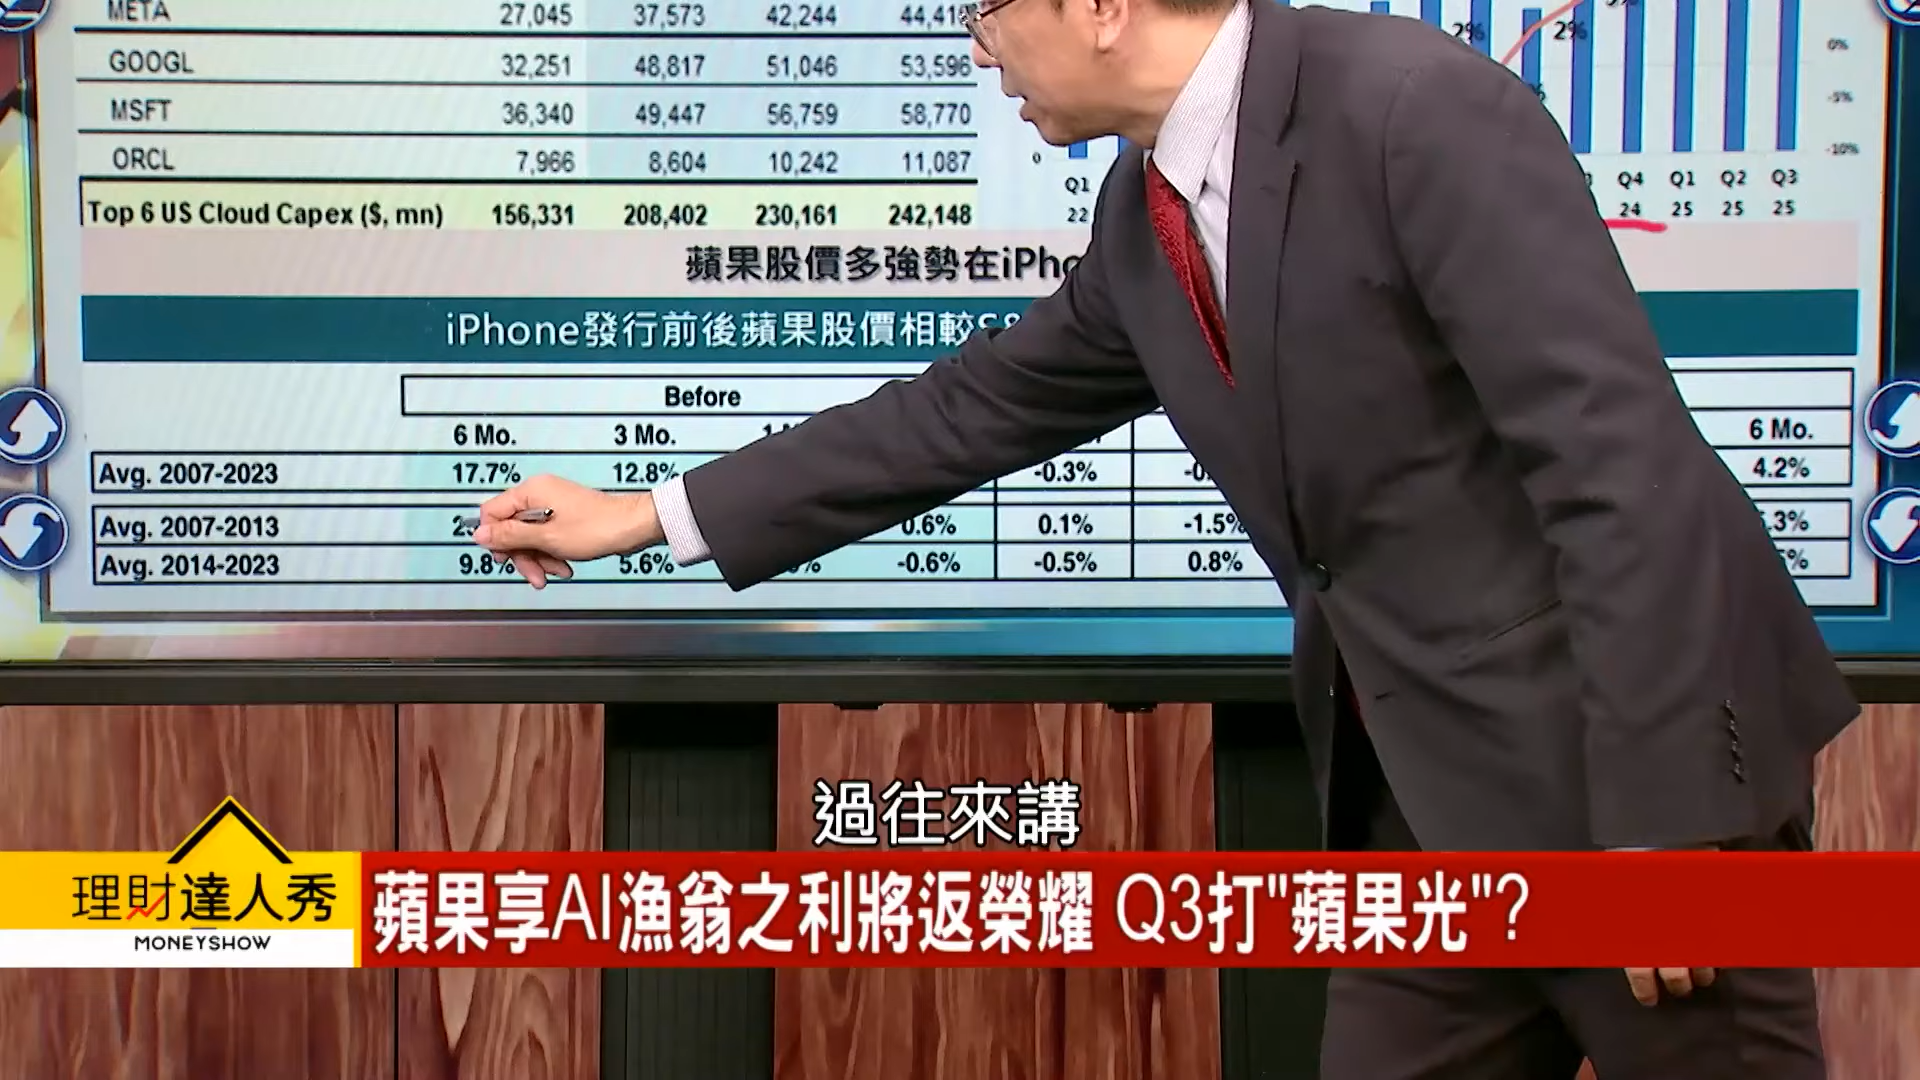 META 27,045 37,573 42,244
GOOGL 32,251 48,817 51,046 53,596
MSFT 36,340 49,447 56,759 58,770
ORCL 7,966 8,604 10,242 11,087
Top 6 US Cloud Capex ($, mn) 156,331 208,402 230,161 242,148
2% 2%
0%
-5%
-10%
0
Q1 Q4 Q1 Q2 Q3
22 24 25 25 25
蘋果股價多強勢在iPho
iPhone發行前後蘋果股價相較S&
Before
6 Mo. 3 Mo. 6 Mo.
Avg. 2007-2023 17.7% 12.8% -0.3% 4.2%
Avg. 2007-2013 0.6% 0.1% -1.5%
Avg. 2014-2023 9.8% 5.6% -0.6% -0.5% 0.8%
過往來講
理財達人秀
MONEYSHOW
蘋果享AI漁翁之利將返榮耀 Q3打"蘋果光"?